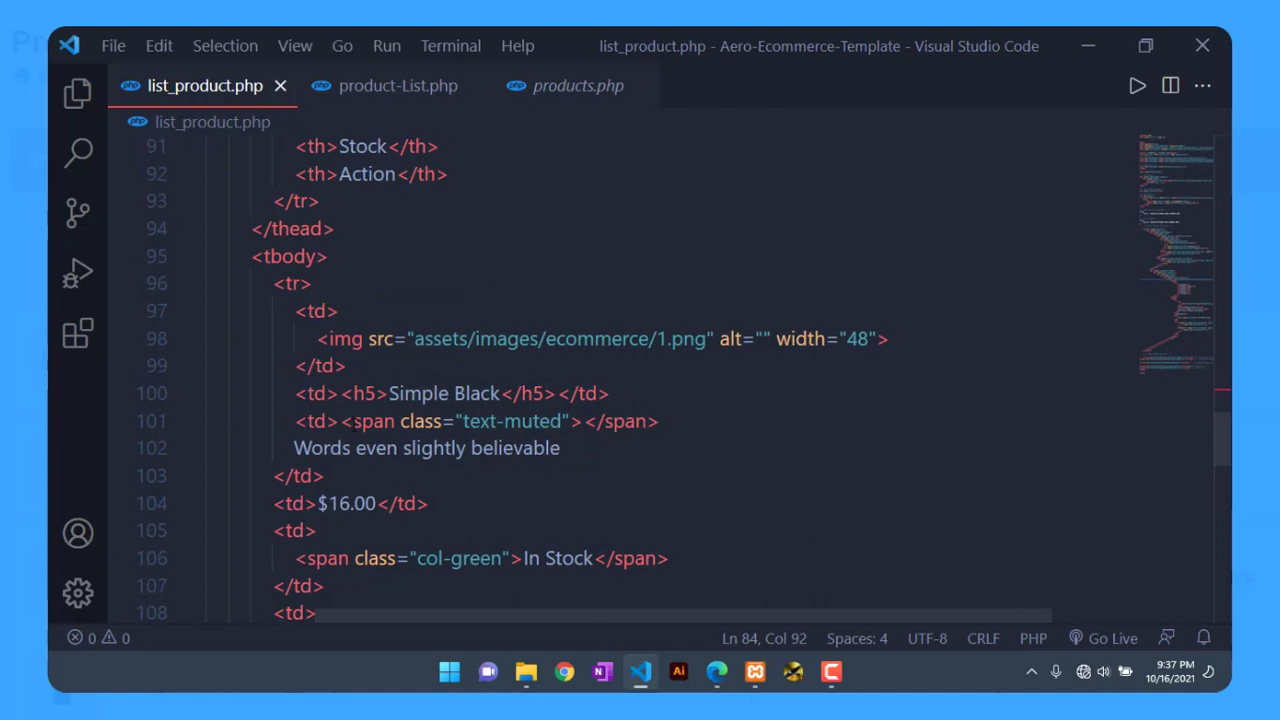 File Edit Selection View Go Run Terminal Help list_product.php - Aero-Ecommerce-Template - Visual Studio Code
list_product.php product-List.php products.php
list_product.php
91 <th>Stock</th>
92 <th>Action</th>
93 </tr>
94 </thead>
95 <tbody>
96 <tr>
97 <td>
98 <img src="assets/images/ecommerce/1.png" alt="" width="48">
99 </td>
100 <td><h5>Simple Black</h5></td>
101 <td><span class="text-muted"></span>
102 Words even slightly believable
103 </td>
104 <td>$16.00</td>
105 <td>
106 <span class="col-green">In Stock</span>
107 </td>
108 <td>
0 0 Ln 84, Col 92 Spaces: 4 UTF-8 CRLF PHP Go Live
9:37 PM
10/16/2021